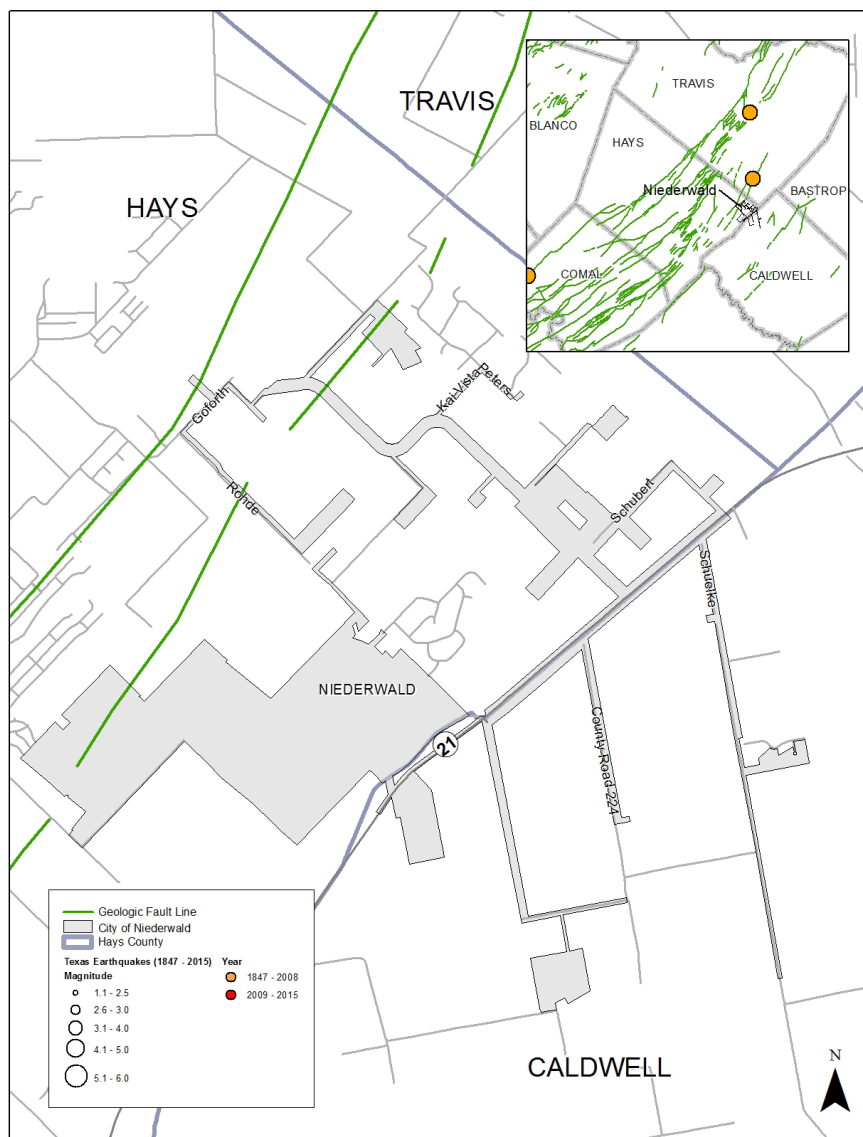 TRAVIS
HAYS
TRAVIS
BLANCO
HAYS
Niederwald
BASTROP
COMAL
CALDWELL
Goforth
Kai Vista
Peters
Rohde
Schubert
Schuelke
NIEDERWALD
21
County Road 224
Geologic Fault Line
City of Niederwald
Hays County
Texas Earthquakes (1847 - 2015)
Magnitude
1.1 - 2.5
2.6 - 3.0
3.1 - 4.0
4.1 - 5.0
5.1 - 6.0
Year
1847 - 2008
2009 - 2015
CALDWELL
N